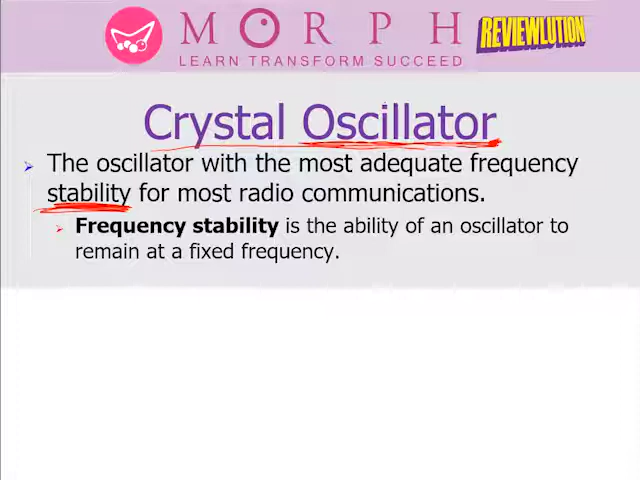 MORPH
LEARN TRANSFORM SUCCEED
REVIEWLUTION
Crystal Oscillator
The oscillator with the most adequate frequency
stability for most radio communications.
Frequency stability is the ability of an oscillator to
remain at a fixed frequency.